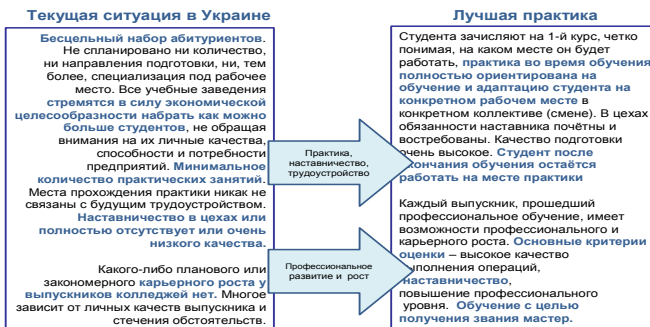 Текущая ситуация в Украине
Бесцельный набор абитуриентов.
Не спланировано ни количество,
ни направления подготовки, ни, тем
более, специализация под рабочее
место. Все учебные заведения
стремятся в силу экономической
целесообразности набрать как можно
больше студентов, не обращая
внимания на их личные качества,
способности и потребности
предприятий. Минимальное
количество практических занятий.
Места прохождения практики никак не
связаны с будущим трудоустройством.
Наставничество в цехах или
полностью отсутствует или очень
низкого качества.
Какого-либо планового или
закономерного карьерного роста у
выпускников колледжей нет. Многое
зависит от личных качеств выпускника и
стечения обстоятельств.
Практика,
наставничество,
трудоустройство
Профессиональное
развитие и рост
Лучшая практика
Студента зачисляют на 1-й курс, четко
понимая, на каком месте он будет
работать, практика во время обучения
полностью ориентирована на
обучение и адаптацию студента на
конкретном рабочем месте в
конкретном коллективе (смене). В цехах
обязанности наставника почётны и
востребованы. Качество подготовки
очень высокое. Студент после
окончания обучения остаётся
работать на месте практики
Каждый выпускник, прошедший
профессиональное обучение, имеет
возможности профессионального и
карьерного роста. Основные критерии
оценки – высокое качество
выполнения операций,
наставничество,
повышение профессионального
уровня. Обучение с целью
получения звания мастер.